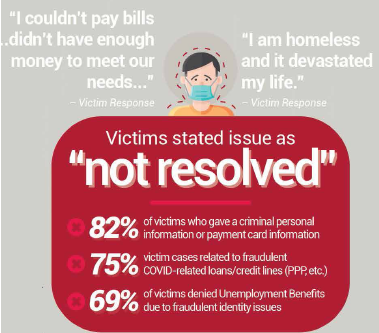 “I couldn't pay bills
...didn't have enough
money to meet our
needs...”
– Victim Response
“I am homeless
and it devastated
my life.”
– Victim Response
Victims stated issue as
“not resolved”
82% of victims who gave a criminal personal
information or payment card information
75% victim cases related to fraudulent
COVID-related loans/credit lines (PPP, etc.)
69% of victims denied Unemployment Benefits
due to fraudulent identity issues